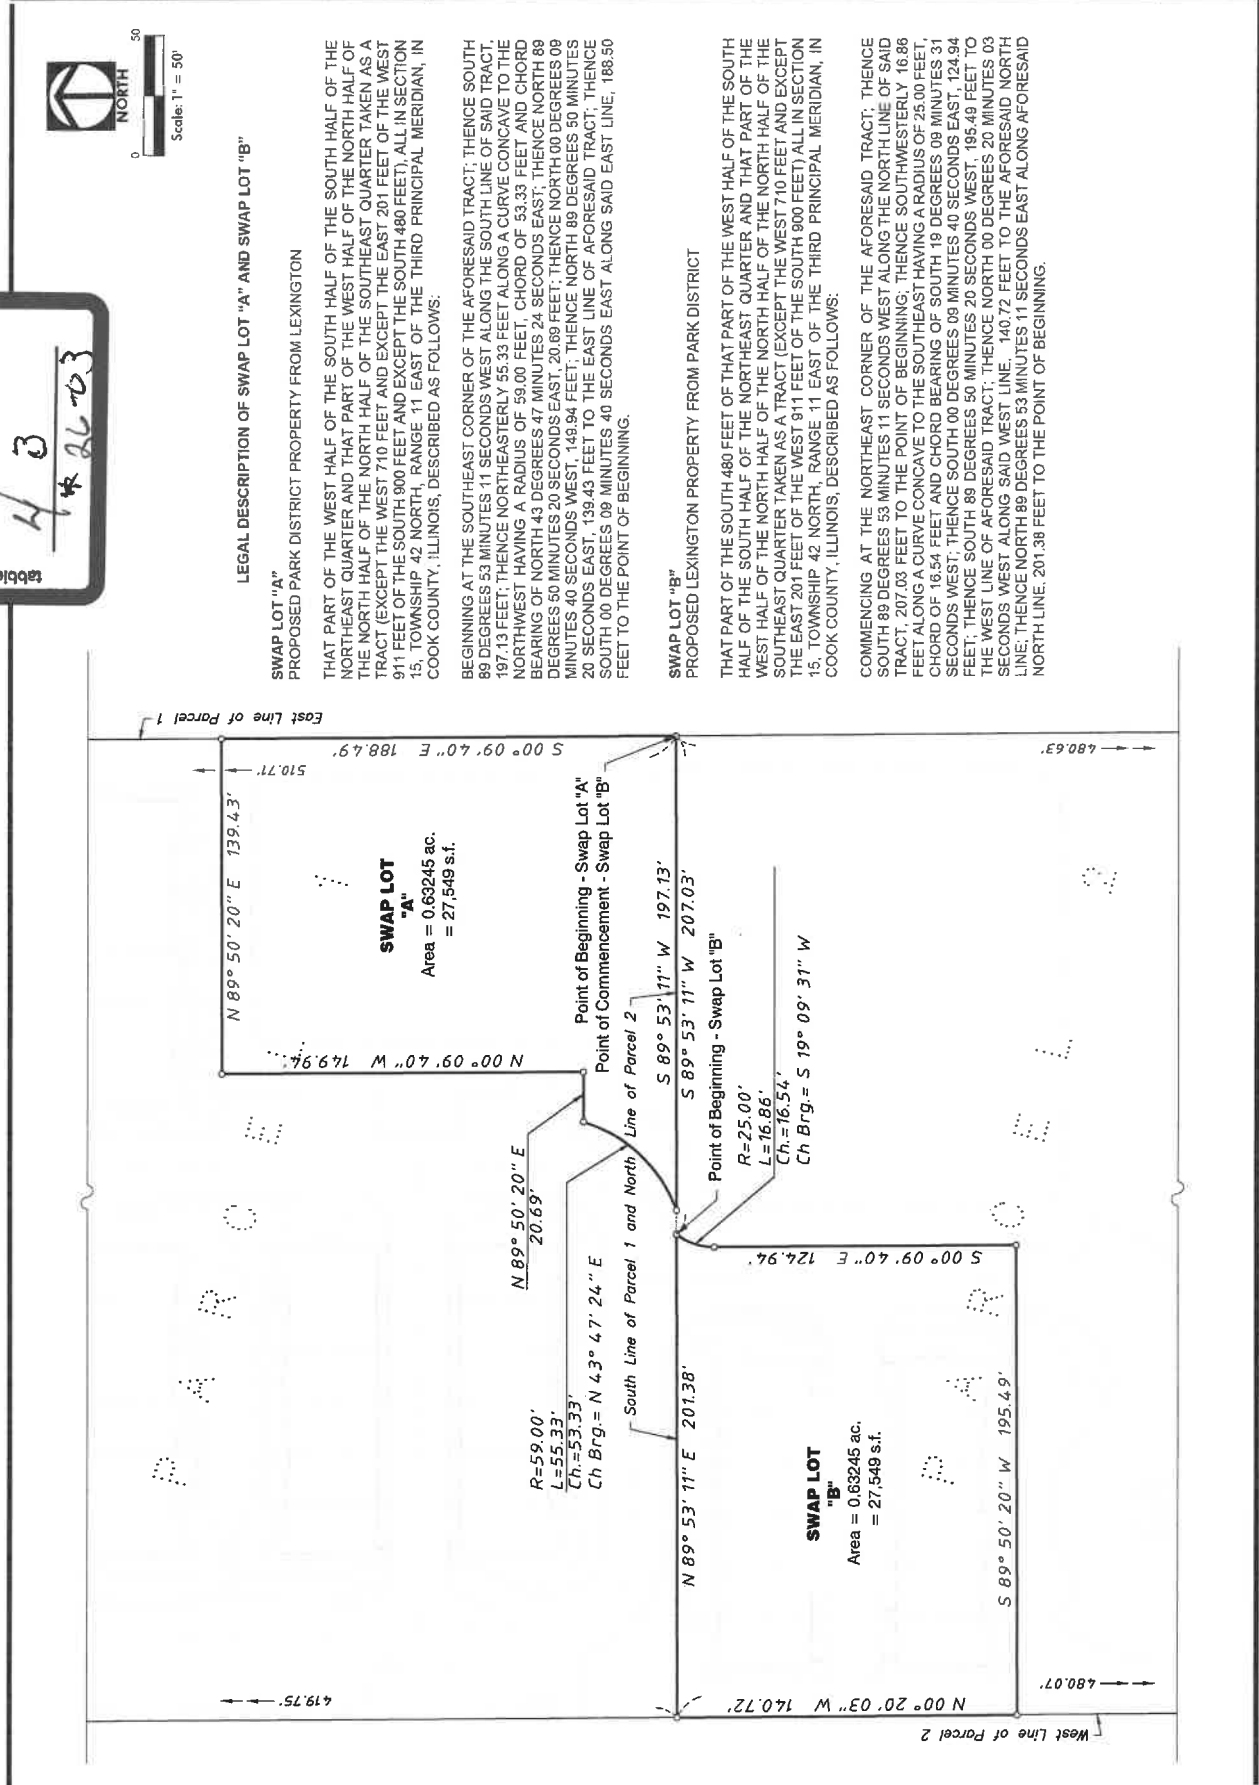 4 B
26-03
NORTH
0 50
Scale: 1" = 50'
LEGAL DESCRIPTION OF SWAP LOT "A" AND SWAP LOT "B"
SWAP LOT "A"
PROPOSED PARK DISTRICT PROPERTY FROM LEXINGTON
THAT PART OF THE WEST HALF OF THE SOUTH HALF OF THE SOUTH HALF OF THE
NORTHEAST QUARTER AND THAT PART OF THE WEST HALF OF THE NORTH HALF OF
THE NORTH HALF OF THE NORTH HALF OF THE SOUTHEAST QUARTER TAKEN AS A
TRACT (EXCEPT THE WEST 710 FEET AND EXCEPT THE EAST 201 FEET OF THE WEST
911 FEET OF THE SOUTH 900 FEET AND EXCEPT THE SOUTH 480 FEET), ALL IN SECTION
15, TOWNSHIP 42 NORTH, RANGE 11 EAST OF THE THIRD PRINCIPAL MERIDIAN, IN
COOK COUNTY, ILLINOIS, DESCRIBED AS FOLLOWS:
BEGINNING AT THE SOUTHEAST CORNER OF THE AFORESAID TRACT; THENCE SOUTH
89 DEGREES 53 MINUTES 11 SECONDS WEST ALONG THE SOUTH LINE OF SAID TRACT,
197.13 FEET; THENCE NORTHEASTERLY 55.33 FEET ALONG A CURVE CONCAVE TO THE
NORTHWEST HAVING A RADIUS OF 59.00 FEET, CHORD OF 53.33 FEET AND CHORD
BEARING OF NORTH 43 DEGREES 47 MINUTES 24 SECONDS EAST; THENCE NORTH 89
DEGREES 50 MINUTES 20 SECONDS EAST, 20.69 FEET; THENCE NORTH 00 DEGREES 09
MINUTES 40 SECONDS WEST, 149.94 FEET; THENCE NORTH 89 DEGREES 50 MINUTES
20 SECONDS EAST, 139.43 FEET TO THE EAST LINE OF AFORESAID TRACT; THENCE
SOUTH 00 DEGREES 09 MINUTES 40 SECONDS EAST ALONG SAID EAST LINE, 188.50
FEET TO THE POINT OF BEGINNING.
SWAP LOT "B"
PROPOSED LEXINGTON PROPERTY FROM PARK DISTRICT
THAT PART OF THE SOUTH 480 FEET OF THAT PART OF THE WEST HALF OF THE SOUTH
HALF OF THE SOUTH HALF OF THE NORTHEAST QUARTER AND THAT PART OF THE
WEST HALF OF THE NORTH HALF OF THE NORTH HALF OF THE NORTH HALF OF THE
SOUTHEAST QUARTER TAKEN AS A TRACT (EXCEPT THE WEST 710 FEET AND EXCEPT
THE EAST 201 FEET OF THE WEST 911 FEET OF THE SOUTH 900 FEET) ALL IN SECTION
15, TOWNSHIP 42 NORTH, RANGE 11 EAST OF THE THIRD PRINCIPAL MERIDIAN, IN
COOK COUNTY, ILLINOIS, DESCRIBED AS FOLLOWS:
COMMENCING AT THE NORTHEAST CORNER OF THE AFORESAID TRACT; THENCE
SOUTH 89 DEGREES 53 MINUTES 11 SECONDS WEST ALONG THE NORTH LINE OF SAID
TRACT, 207.03 FEET TO THE POINT OF BEGINNING; THENCE SOUTHWESTERLY 16.86
FEET ALONG A CURVE CONCAVE TO THE SOUTHEAST HAVING A RADIUS OF 25.00 FEET,
CHORD OF 16.54 FEET AND CHORD BEARING OF SOUTH 19 DEGREES 09 MINUTES 31
SECONDS WEST; THENCE SOUTH 00 DEGREES 09 MINUTES 40 SECONDS EAST, 124.94
FEET; THENCE SOUTH 89 DEGREES 50 MINUTES 20 SECONDS WEST, 195.49 FEET TO
THE WEST LINE OF AFORESAID TRACT; THENCE NORTH 00 DEGREES 20 MINUTES 03
SECONDS WEST ALONG SAID WEST LINE, 140.72 FEET TO THE AFORESAID NORTH
LINE; THENCE NORTH 89 DEGREES 53 MINUTES 11 SECONDS EAST ALONG AFORESAID
NORTH LINE, 201.38 FEET TO THE POINT OF BEGINNING.
East Line of Parcel 1
419.75'
510.71'
N 89° 50' 20" E 139.43'
S 00° 09' 40" E 188.49'
PARCEL 1
SWAP LOT
"A"
Area = 0.63245 ac.
= 27,549 s.f.
N 00° 09' 40" W 149.94'
N 89° 50' 20" E
20.69'
R=59.00'
L=55.33'
Ch.=53.33'
Ch Brg.= N 43° 47' 24" E
Point of Beginning - Swap Lot "A"
Point of Commencement - Swap Lot "B"
South Line of Parcel 1 and North Line of Parcel 2
S 89° 53' 11" W 197.13'
S 89° 53' 11" W 207.03'
N 89° 53' 11" E 201.38'
Point of Beginning - Swap Lot "B"
R=25.00'
L=16.86'
Ch.=16.54'
Ch Brg.= S 19° 09' 31" W
S 00° 09' 40" E 124.94'
SWAP LOT
"B"
Area = 0.63245 ac.
= 27,549 s.f.
PARCEL 2
N 00° 20' 03" W 140.72'
S 89° 50' 20" W 195.49'
480.63'
480.07'
West Line of Parcel 2